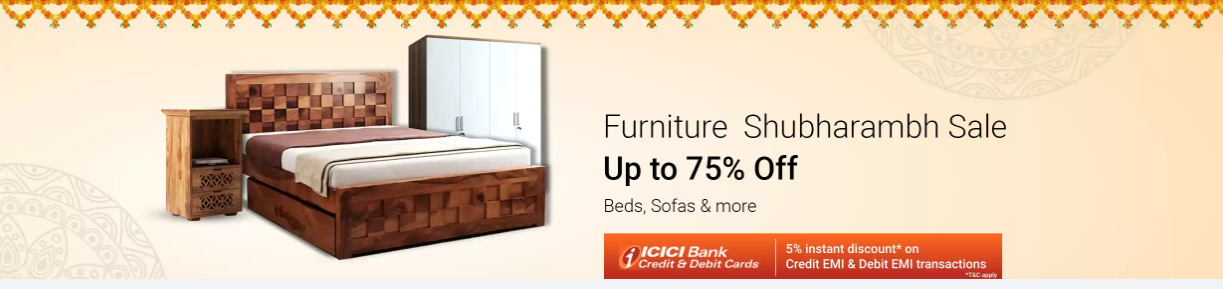 Furniture Shubharambh Sale
Up to 75% Off
Beds, Sofas & more
ICICI Bank
Credit & Debit Cards
5% instant discount* on
Credit EMI & Debit EMI transactions
*T&C apply